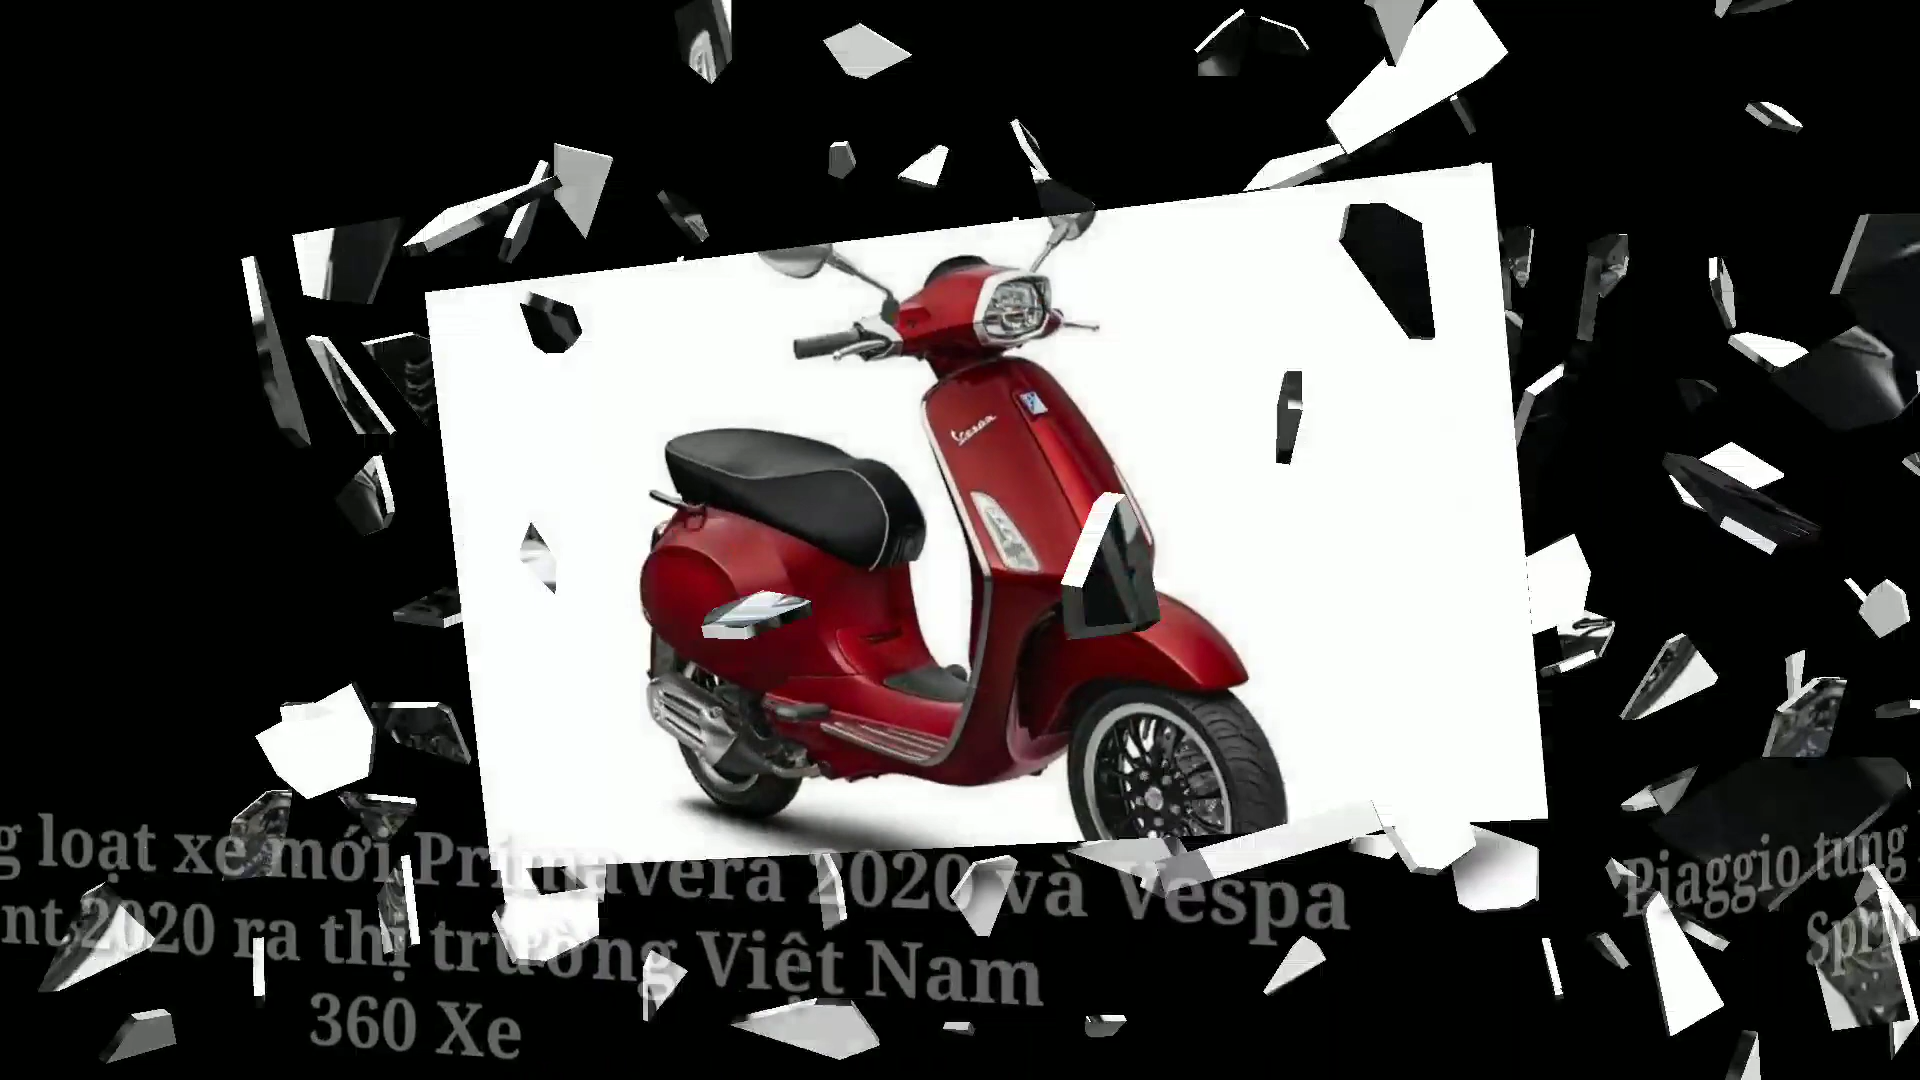 Vespa
g loạt xe mới Primavera 2020 và Vespa
nt 2020 ra thị trường Việt Nam
360 Xe
Piaggio tung
Sprin